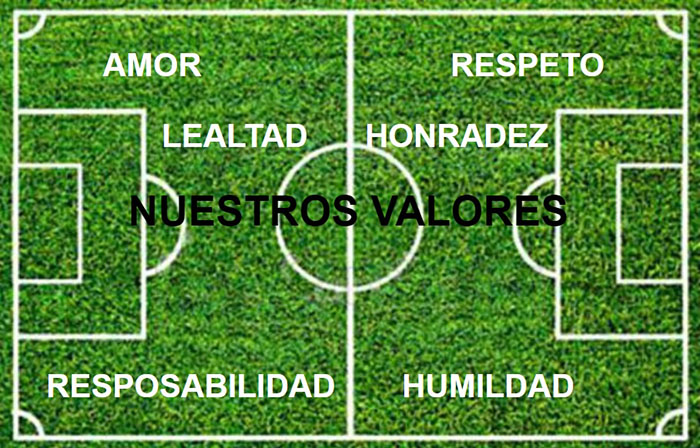 AMOR RESPETO
LEALTAD HONRADEZ
NUESTROS VALORES
RESPOSABILIDAD HUMILDAD